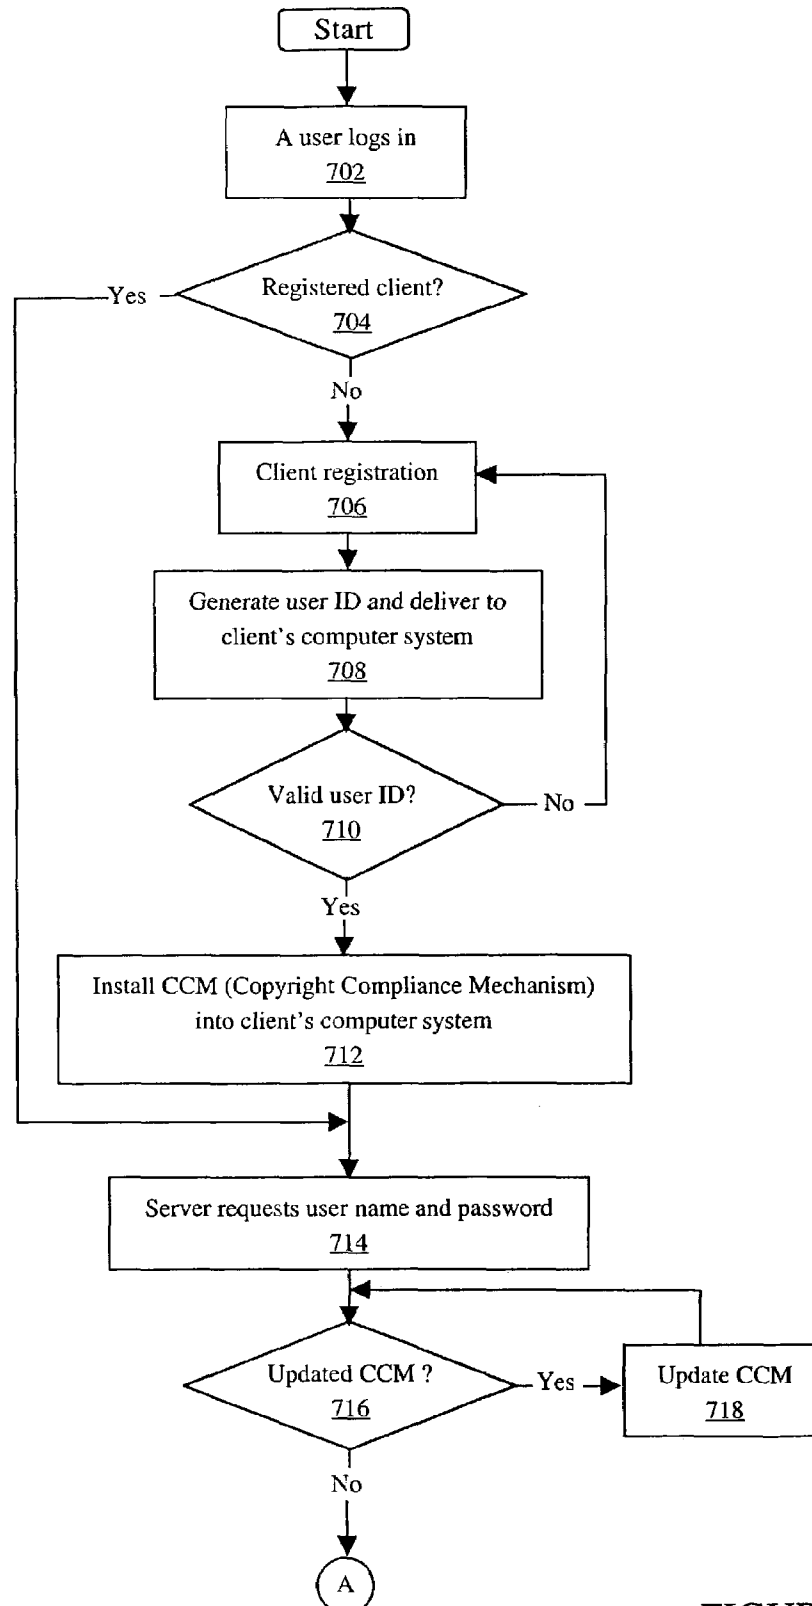 Start
A user logs in
702
Registered client?
704
Yes
No
Client registration
706
Generate user ID and deliver to
client's computer system
708
Valid user ID?
710
No
Yes
Install CCM (Copyright Compliance Mechanism)
into client's computer system
712
Server requests user name and password
714
Updated CCM ?
716
Yes
Update CCM
718
No
A